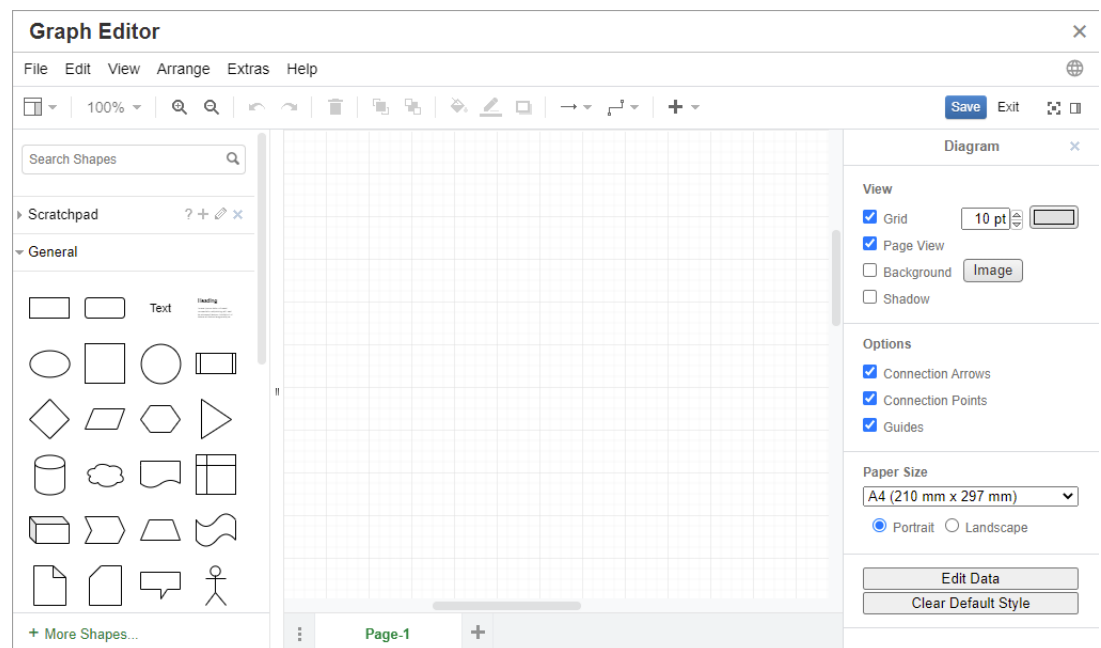 Graph Editor
File Edit View Arrange Extras Help
100%
Save Exit
Search Shapes
Scratchpad
?
General
Text
Heading
More Shapes...
Page-1
Diagram
View
Grid 10 pt
Page View
Background Image
Shadow
Options
Connection Arrows
Connection Points
Guides
Paper Size
A4 (210 mm x 297 mm)
Portrait Landscape
Edit Data
Clear Default Style